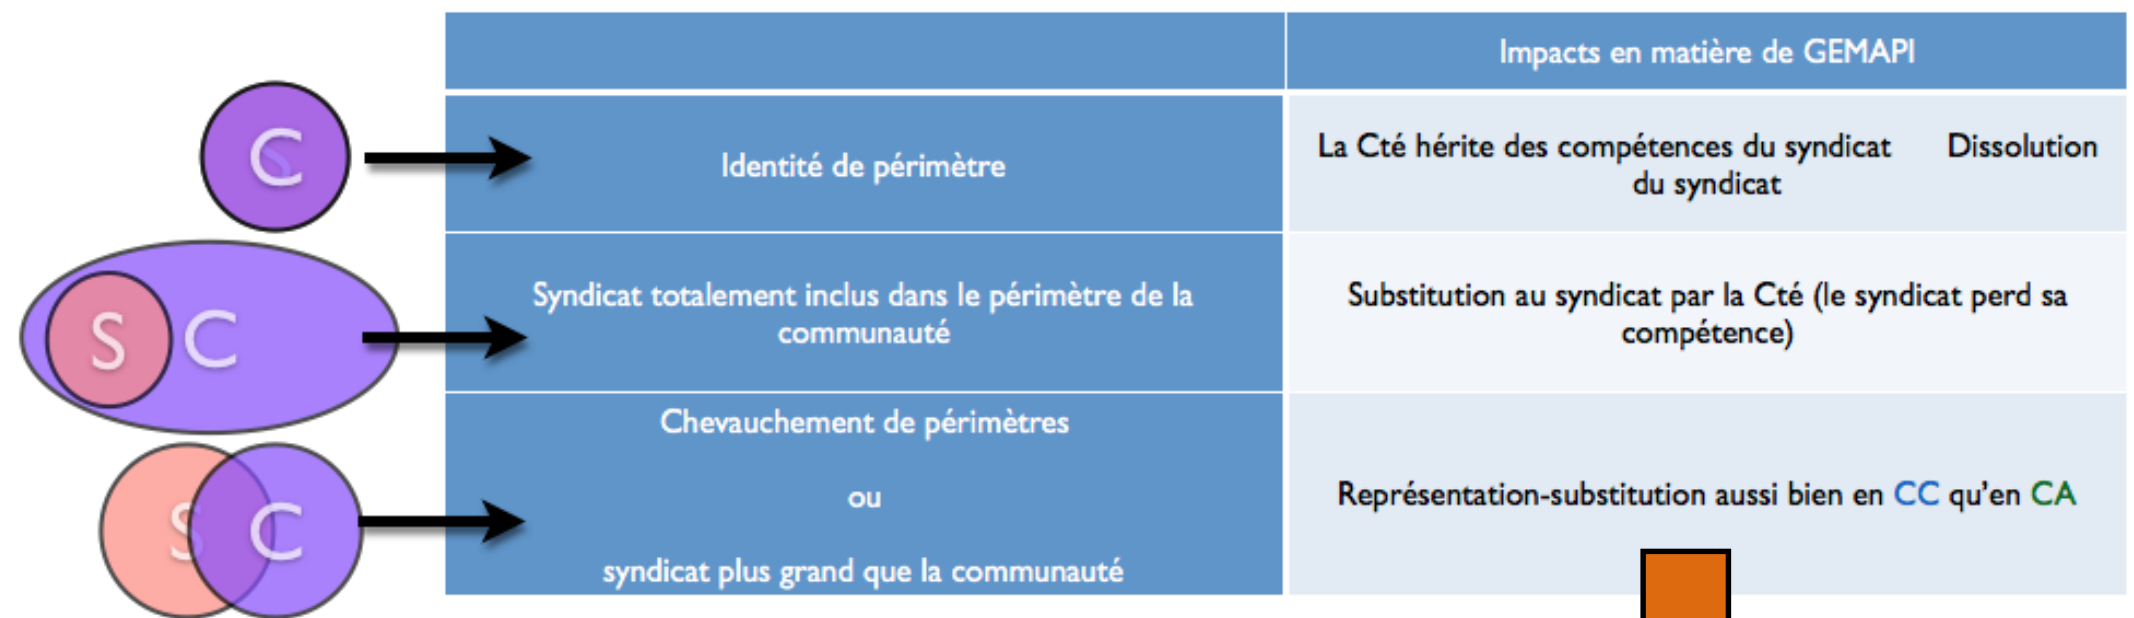 Impacts en matière de GEMAPI
C
S
Identité de périmètre
La Cté hérite des compétences du syndicat Dissolution
du syndicat
S C
Syndicat totalement inclus dans le périmètre de la
communauté
Substitution au syndicat par la Cté (le syndicat perd sa
compétence)
S C
Chevauchement de périmètres
ou
syndicat plus grand que la communauté
Représentation-substitution aussi bien en CC qu’en CA